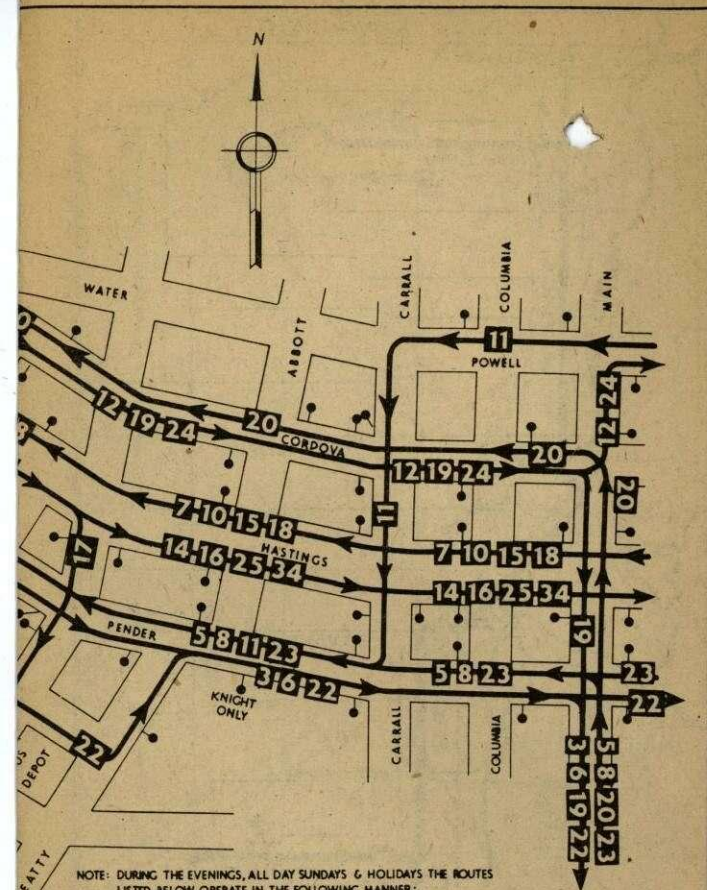 N
WATER
ABBOTT
CARRALL
COLUMBIA
MAIN
11
POWELL
12 24
12 19 24
20
CORDOVA
20
12 19 24
20
11
7 10 15 18
HASTINGS
7 10 15 18
14 16 25 34
14 16 25 34
17
19
PENDER
5 8 11 23
5 8 23
23
3 6 22
22
KNIGHT
ONLY
22
CARRALL
COLUMBIA
DEPOT
3 6 19 22
5 8 20 23
NOTE: DURING THE EVENINGS, ALL DAY SUNDAYS & HOLIDAYS THE ROUTES
LISTED BELOW OPERATE IN THE FOLLOWING MANNER: